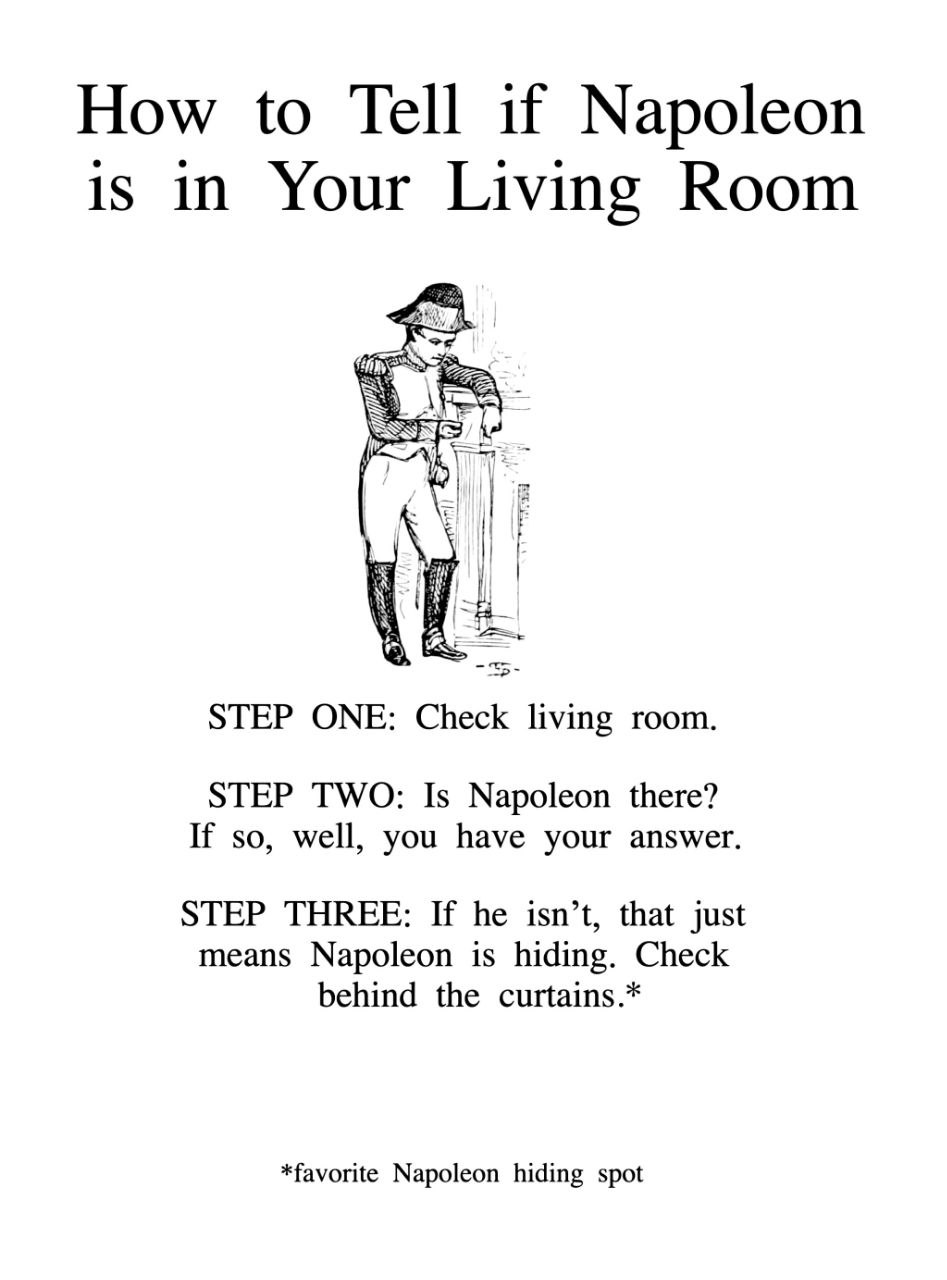 How to Tell if Napoleon
is in Your Living Room
STEP ONE: Check living room.
STEP TWO: Is Napoleon there?
If so, well, you have your answer.
STEP THREE: If he isn’t, that just
means Napoleon is hiding. Check
behind the curtains.*
*favorite Napoleon hiding spot